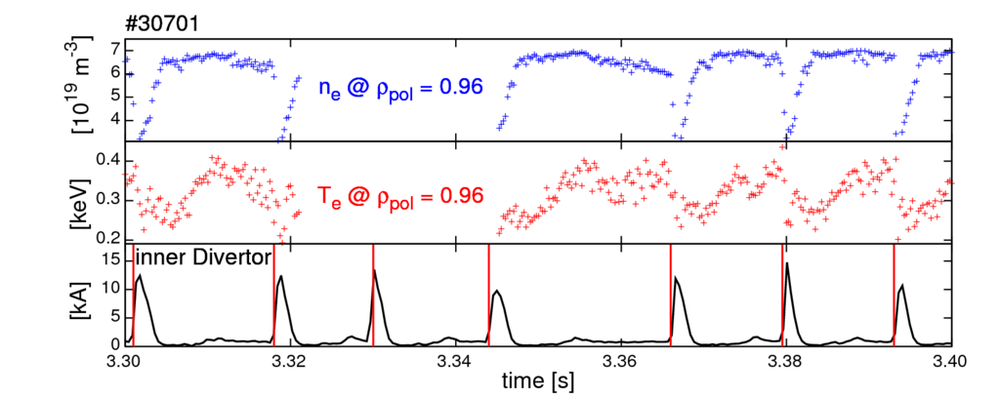 #30701
7
6
5
4
[10^19 m^-3]
n_e @ ρ_pol = 0.96
0.4
0.3
0.2
[keV]
T_e @ ρ_pol = 0.96
inner Divertor
15
10
5
0
[kA]
3.30 3.32 3.34 3.36 3.38 3.40
time [s]